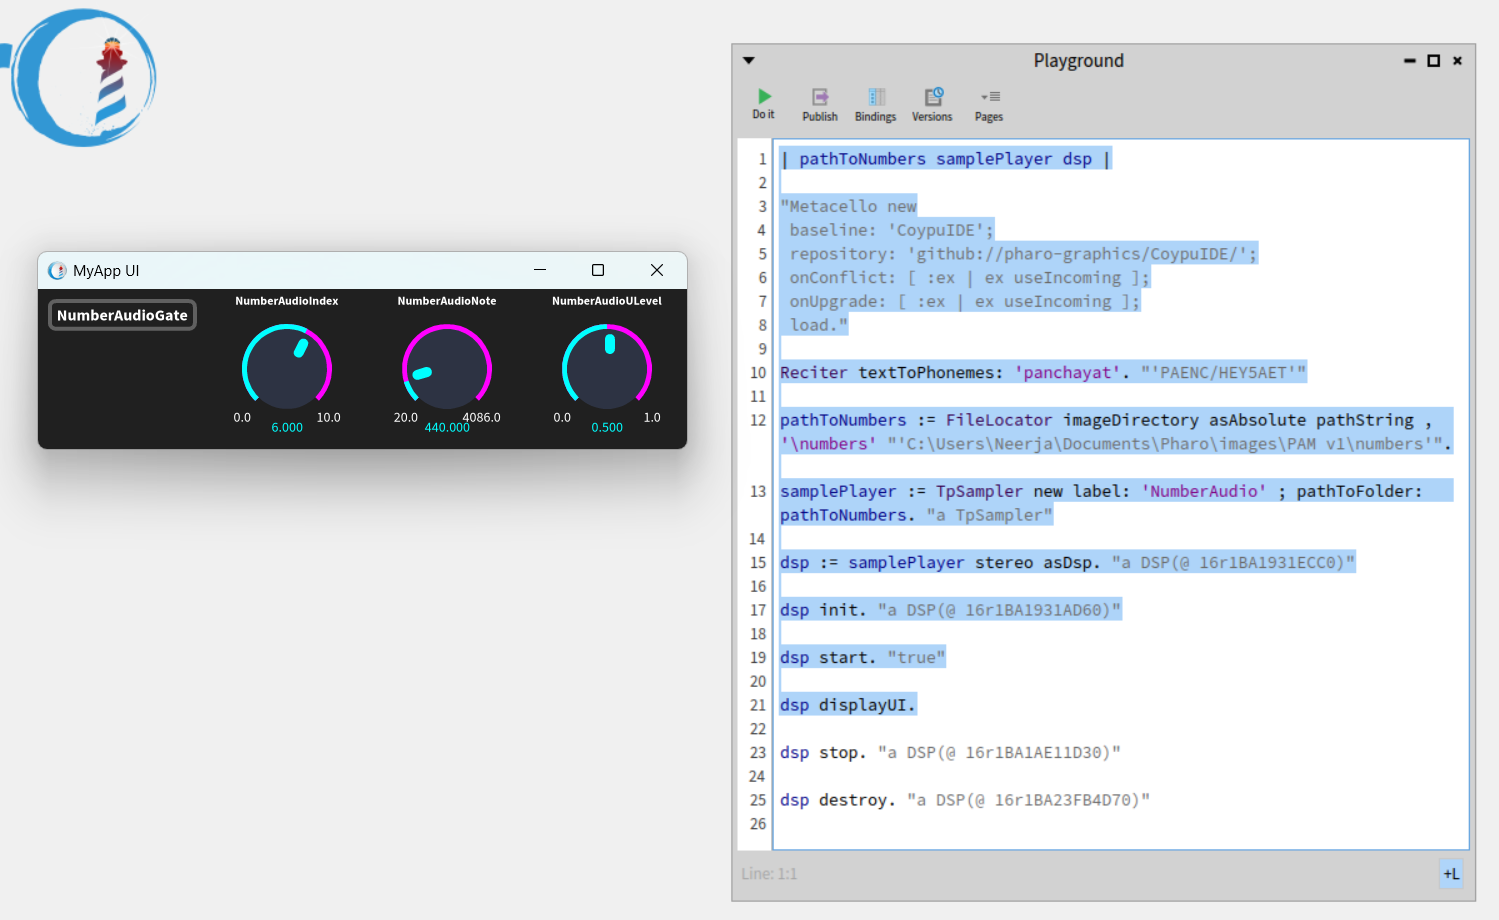 MyApp UI
NumberAudioGate
NumberAudioIndex
0.0
10.0
6.000
NumberAudioNote
20.0
4086.0
440.000
NumberAudioULevel
0.0
1.0
0.500
Playground
Do it
Publish
Bindings
Versions
Pages
1 | pathToNumbers samplePlayer dsp |
2
3 "Metacello new
4 baseline: 'CoypuIDE';
5 repository: 'github://pharo-graphics/CoypuIDE/';
6 onConflict: [ :ex | ex useIncoming ];
7 onUpgrade: [ :ex | ex useIncoming ];
8 load."
9
10 Reciter textToPhonemes: 'panchayat'. "'PAENC/HEY5AET'"
11
12 pathToNumbers := FileLocator imageDirectory asAbsolute pathString ,
'\numbers' "'C:\Users\Neerja\Documents\Pharo\images\PAM v1\numbers'".
13 samplePlayer := TpSampler new label: 'NumberAudio' ; pathToFolder:
pathToNumbers. "a TpSampler"
14
15 dsp := samplePlayer stereo asDsp. "a DSP(@ 16r1BA1931ECC0)"
16
17 dsp init. "a DSP(@ 16r1BA1931AD60)"
18
19 dsp start. "true"
20
21 dsp displayUI.
22
23 dsp stop. "a DSP(@ 16r1BA1AE11D30)"
24
25 dsp destroy. "a DSP(@ 16r1BA23FB4D70)"
26
Line: 1:1
+L